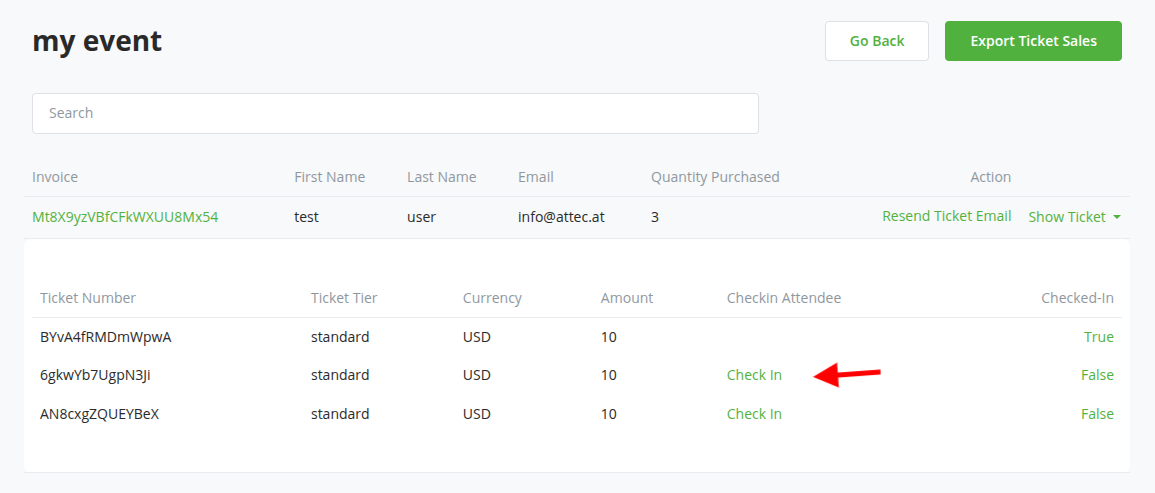 my event
Go Back
Export Ticket Sales
Search
Invoice First Name Last Name Email Quantity Purchased Action
Mt8X9yzVBfCFkWXUU8Mx54 test user info@attec.at 3 Resend Ticket Email Show Ticket
Ticket Number Ticket Tier Currency Amount Checkin Attendee Checked-In
BYvA4fRMDmWpwA standard USD 10 True
6gkwYb7UgpN3Ji standard USD 10 Check In False
AN8cxgZQUEYBeX standard USD 10 Check In False